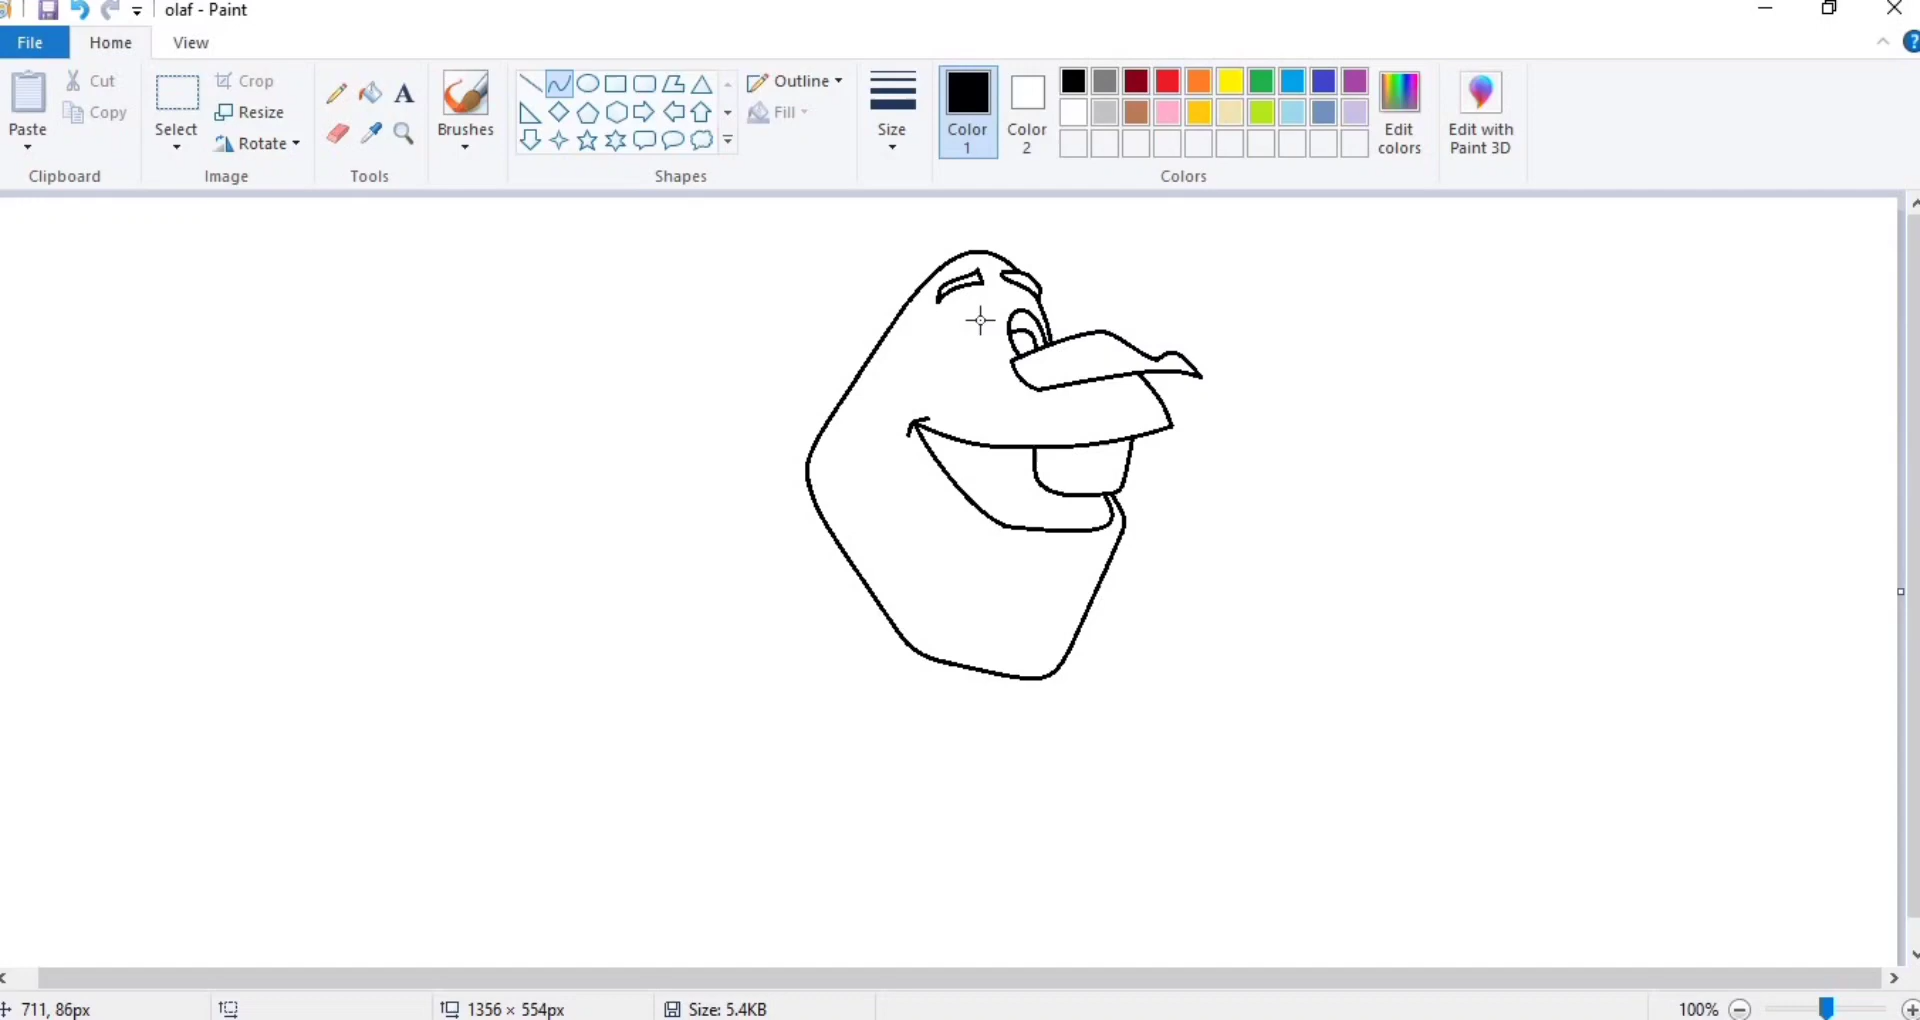 olaf - Paint
File Home View
Paste
Cut
Copy
Clipboard
Select
Crop
Resize
Rotate
Image
A
Tools
Brushes
Shapes
Outline
Fill
Size
Color
1
Color
2
Colors
Edit
colors
Edit with
Paint 3D
?
711, 86px
1356 × 554px
Size: 5.4KB
100%